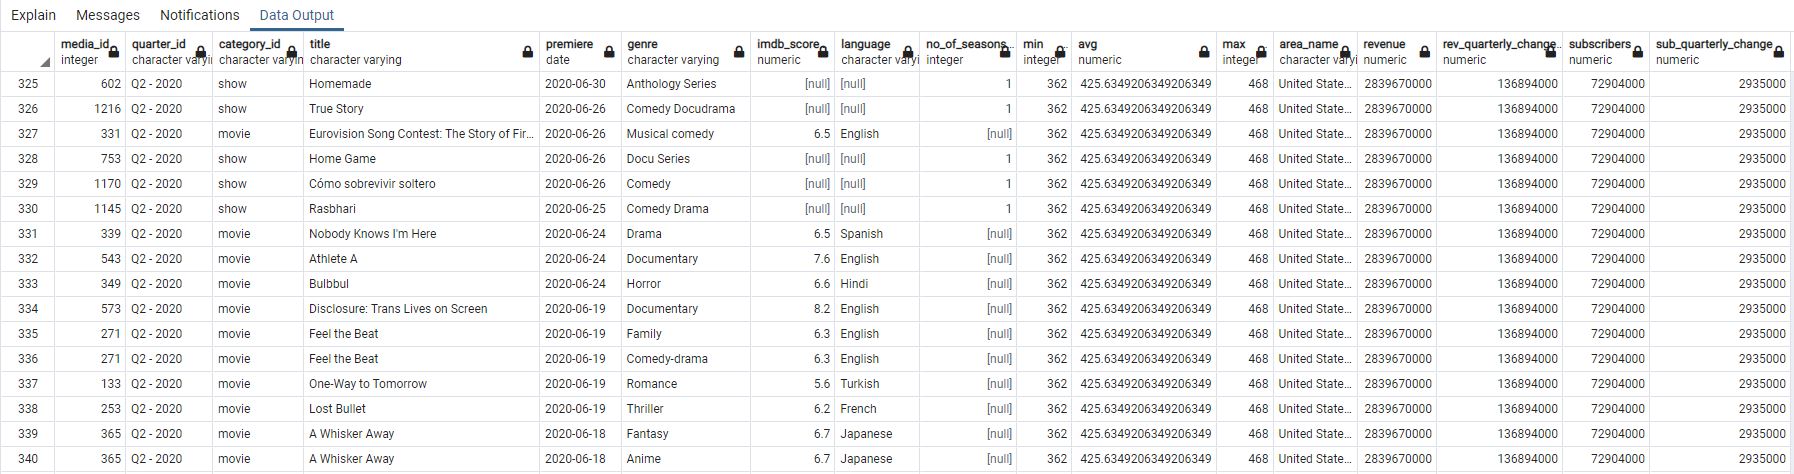 Explain Messages Notifications Data Output
media_id quarter_id category_id title premiere genre imdb_score language no_of_seasons... min avg max area_name revenue rev_quarterly_change.. subscribers sub_quarterly_change
integer character varyi character varyin character varying date character varying numeric character varyi integer integer numeric integer character varyi numeric numeric numeric numeric
325 602 Q2 - 2020 show Homemade 2020-06-30 Anthology Series [null] [null] 1 362 425.6349206349206349 468 United State... 2839670000 136894000 72904000 2935000
326 1216 Q2 - 2020 show True Story 2020-06-26 Comedy Docudrama [null] [null] 1 362 425.6349206349206349 468 United State... 2839670000 136894000 72904000 2935000
327 331 Q2 - 2020 movie Eurovision Song Contest: The Story of Fir... 2020-06-26 Musical comedy 6.5 English [null] 362 425.6349206349206349 468 United State... 2839670000 136894000 72904000 2935000
328 753 Q2 - 2020 show Home Game 2020-06-26 Docu Series [null] [null] 1 362 425.6349206349206349 468 United State... 2839670000 136894000 72904000 2935000
329 1170 Q2 - 2020 show Cómo sobrevivir soltero 2020-06-26 Comedy [null] [null] 1 362 425.6349206349206349 468 United State... 2839670000 136894000 72904000 2935000
330 1145 Q2 - 2020 show Rasbhari 2020-06-25 Comedy Drama [null] [null] 1 362 425.6349206349206349 468 United State... 2839670000 136894000 72904000 2935000
331 339 Q2 - 2020 movie Nobody Knows I'm Here 2020-06-24 Drama 6.5 Spanish [null] 362 425.6349206349206349 468 United State... 2839670000 136894000 72904000 2935000
332 543 Q2 - 2020 movie Athlete A 2020-06-24 Documentary 7.6 English [null] 362 425.6349206349206349 468 United State... 2839670000 136894000 72904000 2935000
333 349 Q2 - 2020 movie Bulbbul 2020-06-24 Horror 6.6 Hindi [null] 362 425.6349206349206349 468 United State... 2839670000 136894000 72904000 2935000
334 573 Q2 - 2020 movie Disclosure: Trans Lives on Screen 2020-06-19 Documentary 8.2 English [null] 362 425.6349206349206349 468 United State... 2839670000 136894000 72904000 2935000
335 271 Q2 - 2020 movie Feel the Beat 2020-06-19 Family 6.3 English [null] 362 425.6349206349206349 468 United State... 2839670000 136894000 72904000 2935000
336 271 Q2 - 2020 movie Feel the Beat 2020-06-19 Comedy-drama 6.3 English [null] 362 425.6349206349206349 468 United State... 2839670000 136894000 72904000 2935000
337 133 Q2 - 2020 movie One-Way to Tomorrow 2020-06-19 Romance 5.6 Turkish [null] 362 425.6349206349206349 468 United State... 2839670000 136894000 72904000 2935000
338 253 Q2 - 2020 movie Lost Bullet 2020-06-19 Thriller 6.2 French [null] 362 425.6349206349206349 468 United State... 2839670000 136894000 72904000 2935000
339 365 Q2 - 2020 movie A Whisker Away 2020-06-18 Fantasy 6.7 Japanese [null] 362 425.6349206349206349 468 United State... 2839670000 136894000 72904000 2935000
340 365 Q2 - 2020 movie A Whisker Away 2020-06-18 Anime 6.7 Japanese [null] 362 425.6349206349206349 468 United State... 2839670000 136894000 72904000 2935000